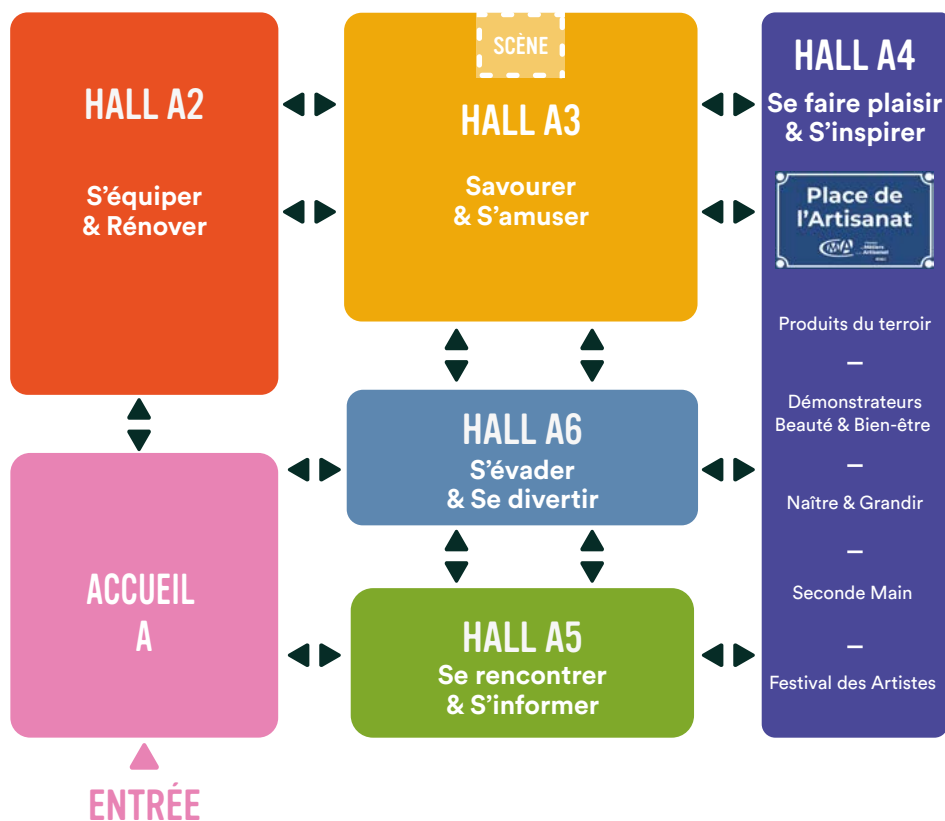 HALL A2
S'équiper
& Rénover
SCÈNE
HALL A3
Savourer
& S'amuser
HALL A4
Se faire plaisir
& S'inspirer
Place de
l'Artisanat
CMA
Produits du terroir
–
Démonstrateurs
Beauté & Bien-être
–
Naître & Grandir
–
Seconde Main
–
Festival des Artistes
HALL A6
S'évader
& Se divertir
ACCUEIL
A
HALL A5
Se rencontrer
& S'informer
ENTRÉE